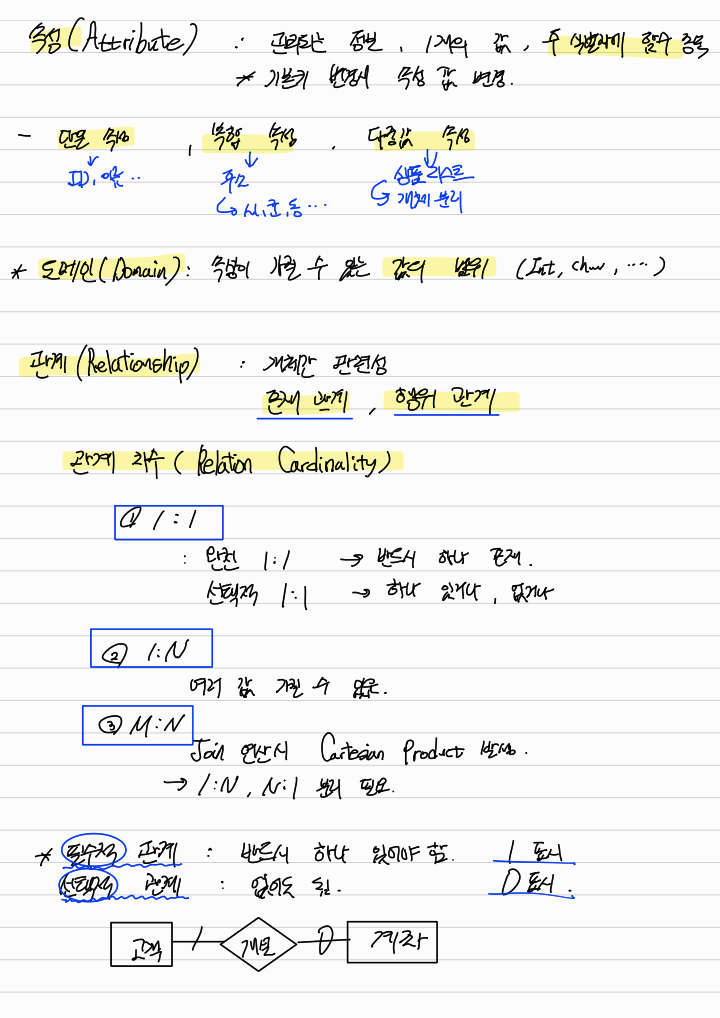 속성(Attribute) : 관리되는 정보, 1개의 값, 주 식별자에 함수 종속
* 기본키 변경시 속성 값 변경.
- 단순 속성, 복합 속성, 다중값 속성
ID, 이름 ..
주소
↳ 시, 군, 동 ...
상품 리스트
↳ 개체 분리
* 도메인(Domain) : 속성이 가질 수 있는 값의 범위 (Int, char, ....)
관계(Relationship) : 개체간 관련성
존재 관계, 행위 관계
관계 차수 (Relation Cardinality)
① 1:1
: 완전 1:1 → 반드시 하나 존재.
선택적 1:1 → 하나 있거나, 없거나
② 1:N
여러 값 가질 수 있음.
③ M:N
Join 연산시 Cartesian Product 발생.
→ 1:N, N:1 분리 필요.
* 필수적 관계 : 반드시 하나 있어야 함. | 표시
선택적 관계 : 없어도 됨. O 표시.
고객 개설 계좌